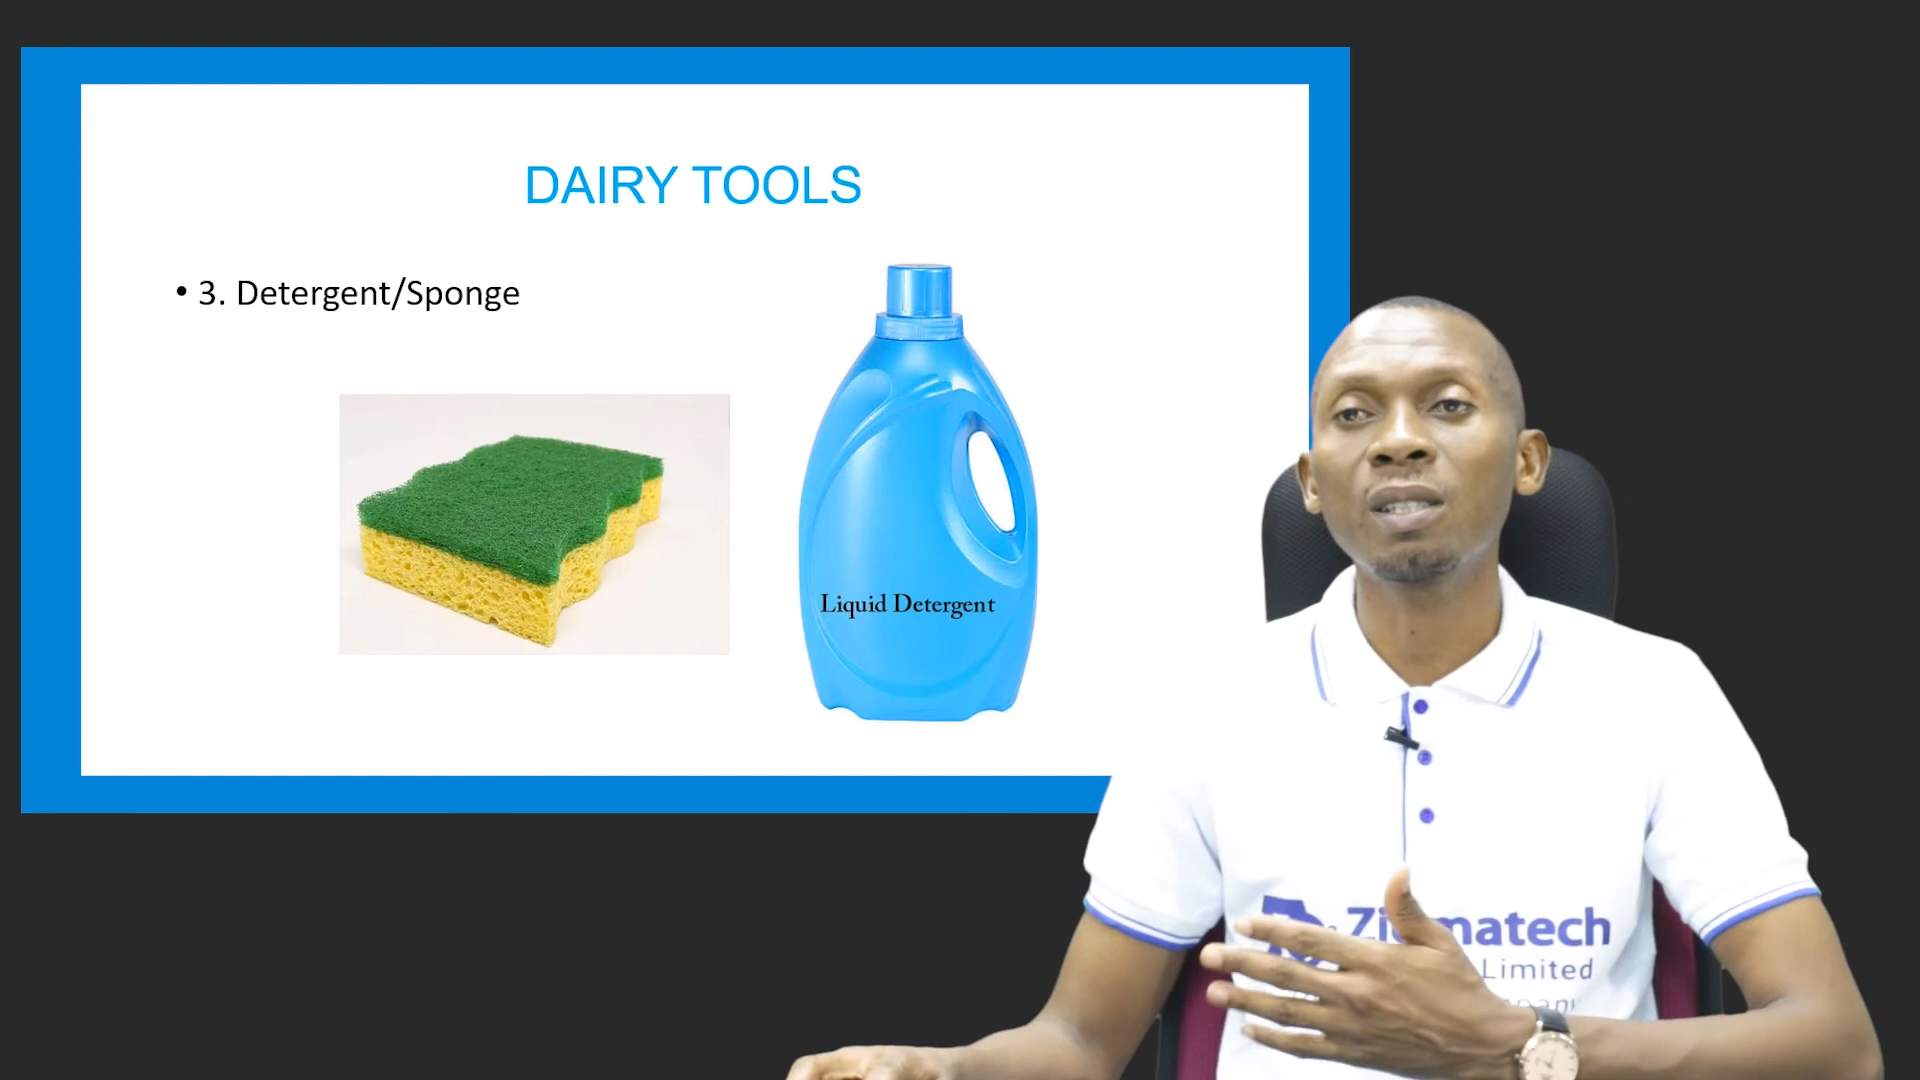 DAIRY TOOLS
• 3. Detergent/Sponge
Liquid Detergent
Limited